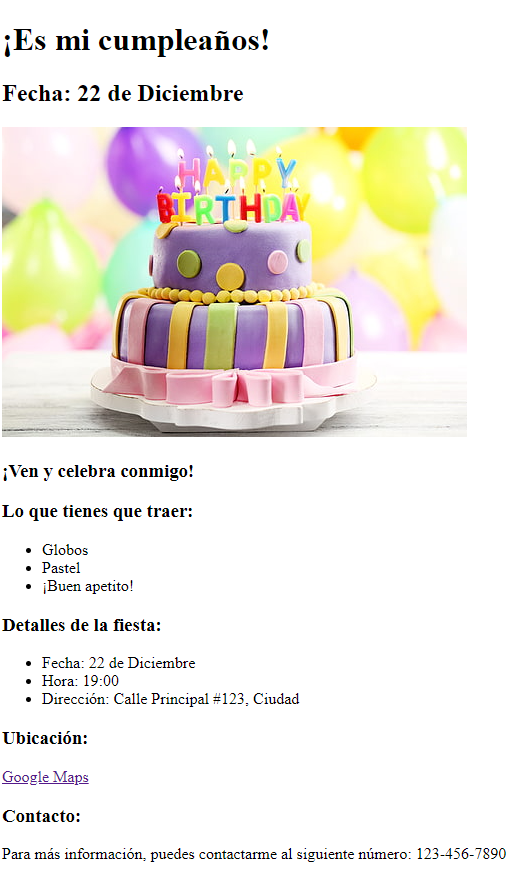 ¡Es mi cumpleaños!
Fecha: 22 de Diciembre
HAPPY
BIRTHDAY
¡Ven y celebra conmigo!
Lo que tienes que traer:
Globos
Pastel
¡Buen apetito!
Detalles de la fiesta:
Fecha: 22 de Diciembre
Hora: 19:00
Dirección: Calle Principal #123, Ciudad
Ubicación:
Google Maps
Contacto:
Para más información, puedes contactarme al siguiente número: 123-456-7890